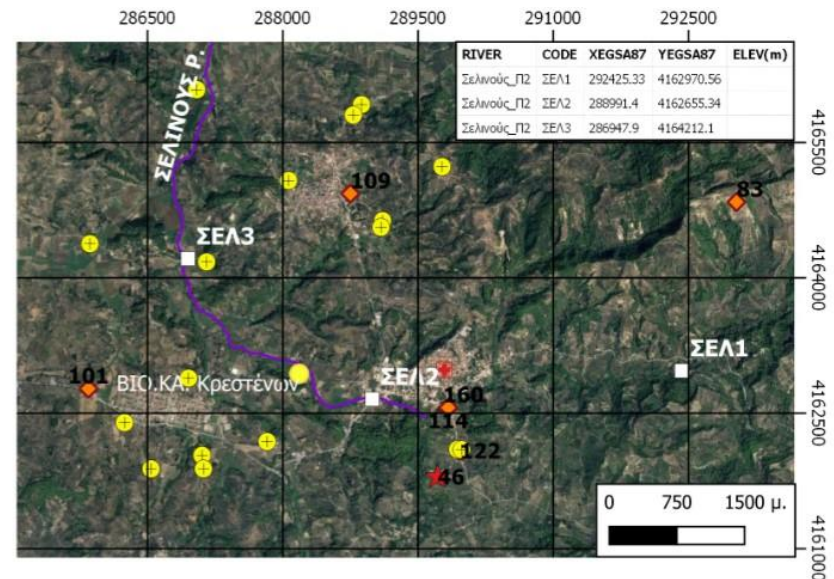 286500 288000 289500 291000 292500
RIVER CODE XEGSA87 YEGSA87 ELEV(m)
Σελινούς_Π2 ΣΕΛ1 292425.33 4162970.56
Σελινούς_Π2 ΣΕΛ2 288991.4 4162655.34
Σελινούς_Π2 ΣΕΛ3 286947.9 4164212.1
ΣΕΛΙΝΟΥΣ Ρ.
4165500
109
83
ΣΕΛ3
4164000
ΣΕΛ1
101
ΒΙΟ.ΚΑ. Κρεστένων
ΣΕΛ2
160
114
4162500
122
46
0 750 1500 μ.
4161000